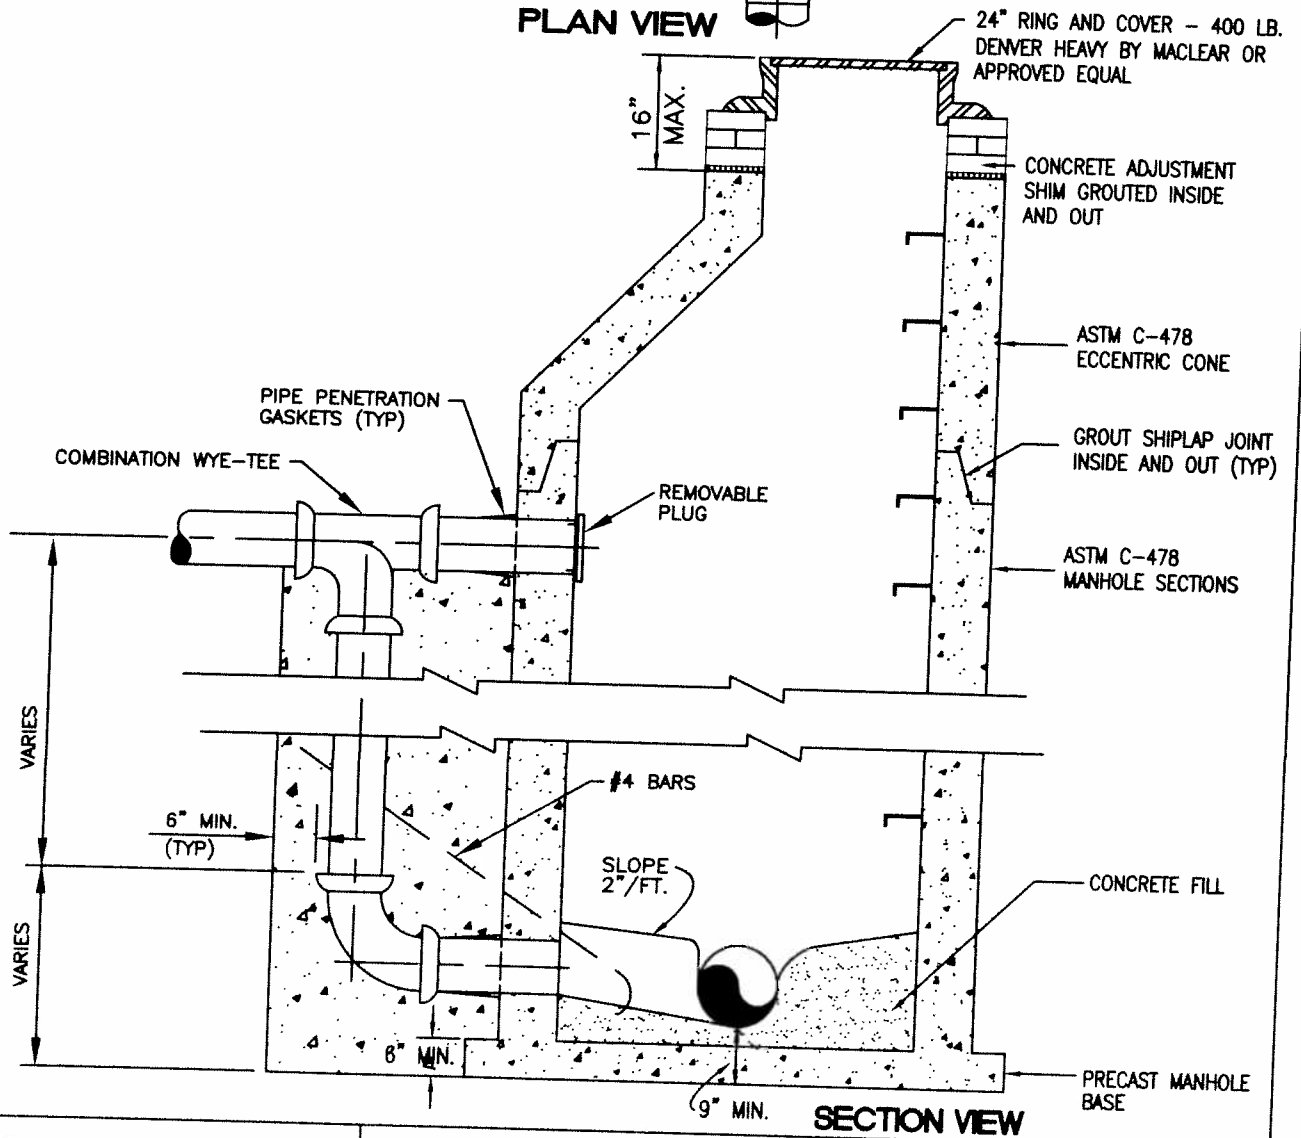 PLAN VIEW
24" RING AND COVER - 400 LB.
DENVER HEAVY BY MACLEAR OR
APPROVED EQUAL
16"
MAX.
CONCRETE ADJUSTMENT
SHIM GROUTED INSIDE
AND OUT
ASTM C-478
ECCENTRIC CONE
PIPE PENETRATION
GASKETS (TYP)
GROUT SHIPLAP JOINT
INSIDE AND OUT (TYP)
COMBINATION WYE-TEE
REMOVABLE
PLUG
ASTM C-478
MANHOLE SECTIONS
VARIES
#4 BARS
6" MIN.
(TYP)
SLOPE
2"/FT.
CONCRETE FILL
VARIES
6" MIN.
PRECAST MANHOLE
BASE
9" MIN.
SECTION VIEW